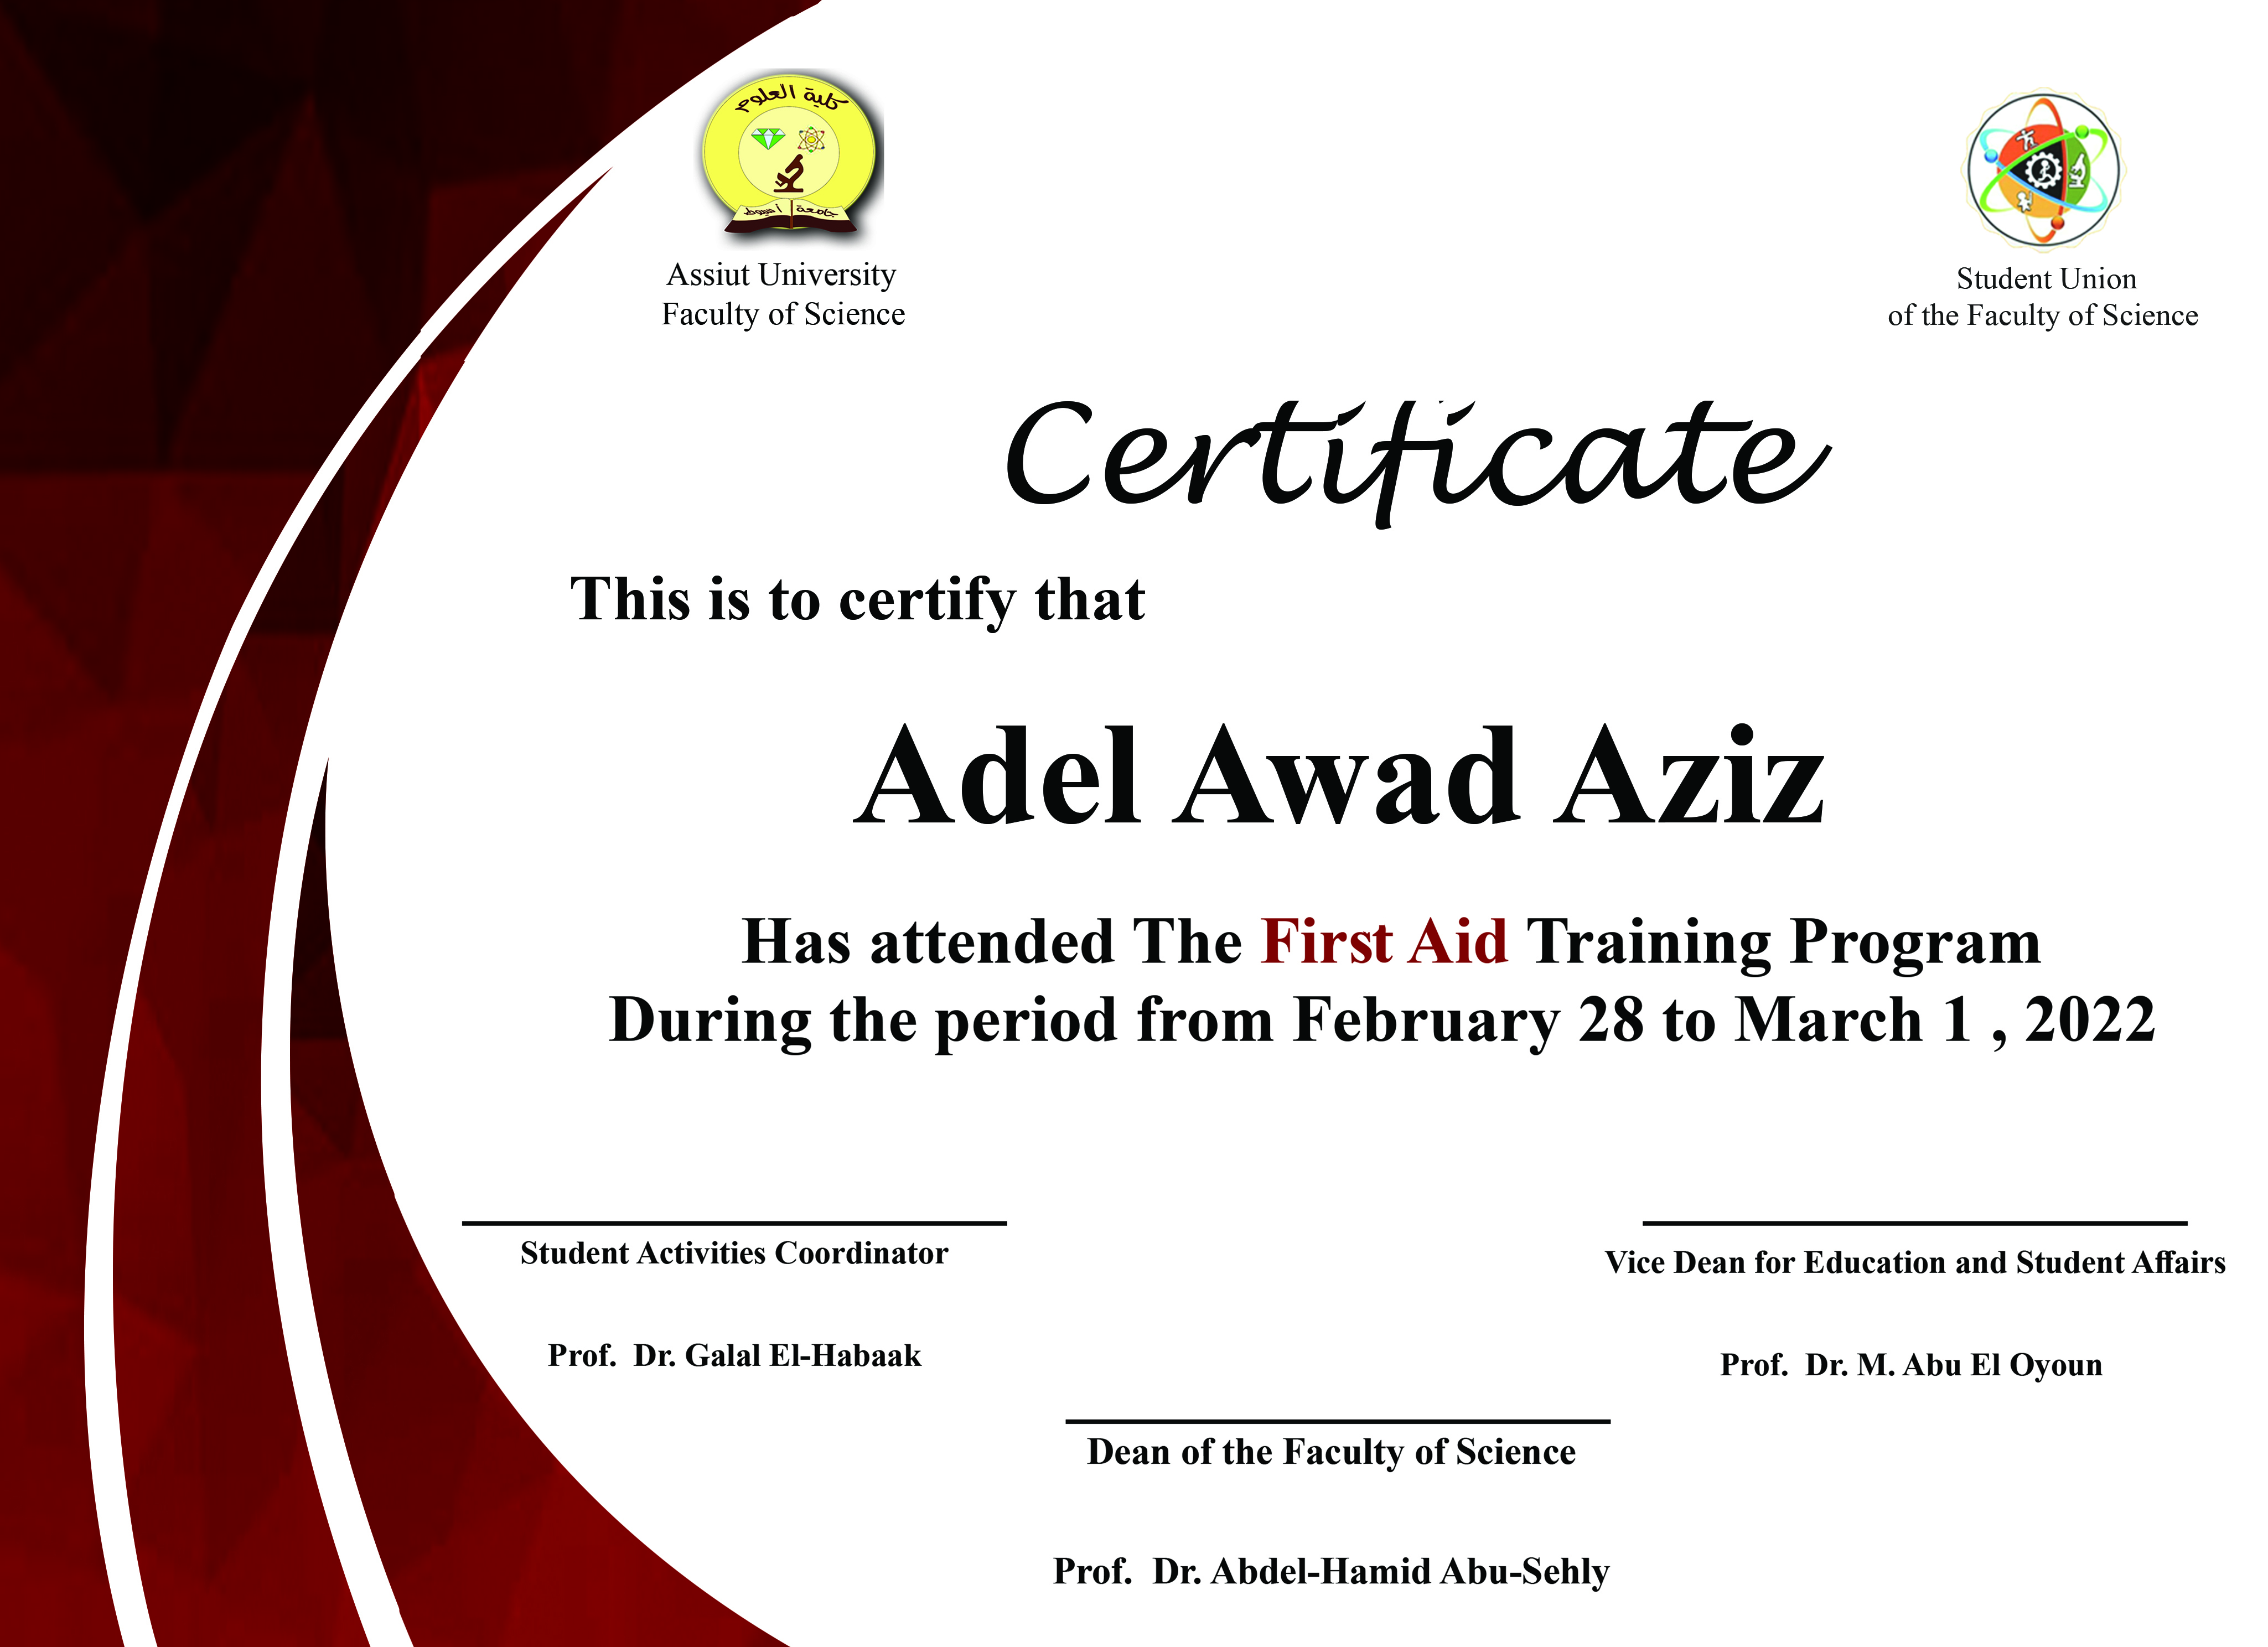 كلية العلوم
جامعة أسيوط
Assiut University
Faculty of Science
Student Union
of the Faculty of Science
Certificate
This is to certify that
Adel Awad Aziz
Has attended The First Aid Training Program
During the period from February 28 to March 1 , 2022
Student Activities Coordinator
Prof.  Dr. Galal El-Habaak
Vice Dean for Education and Student Affairs
Prof.  Dr. M. Abu El Oyoun
Dean of the Faculty of Science
Prof.  Dr. Abdel-Hamid Abu-Sehly